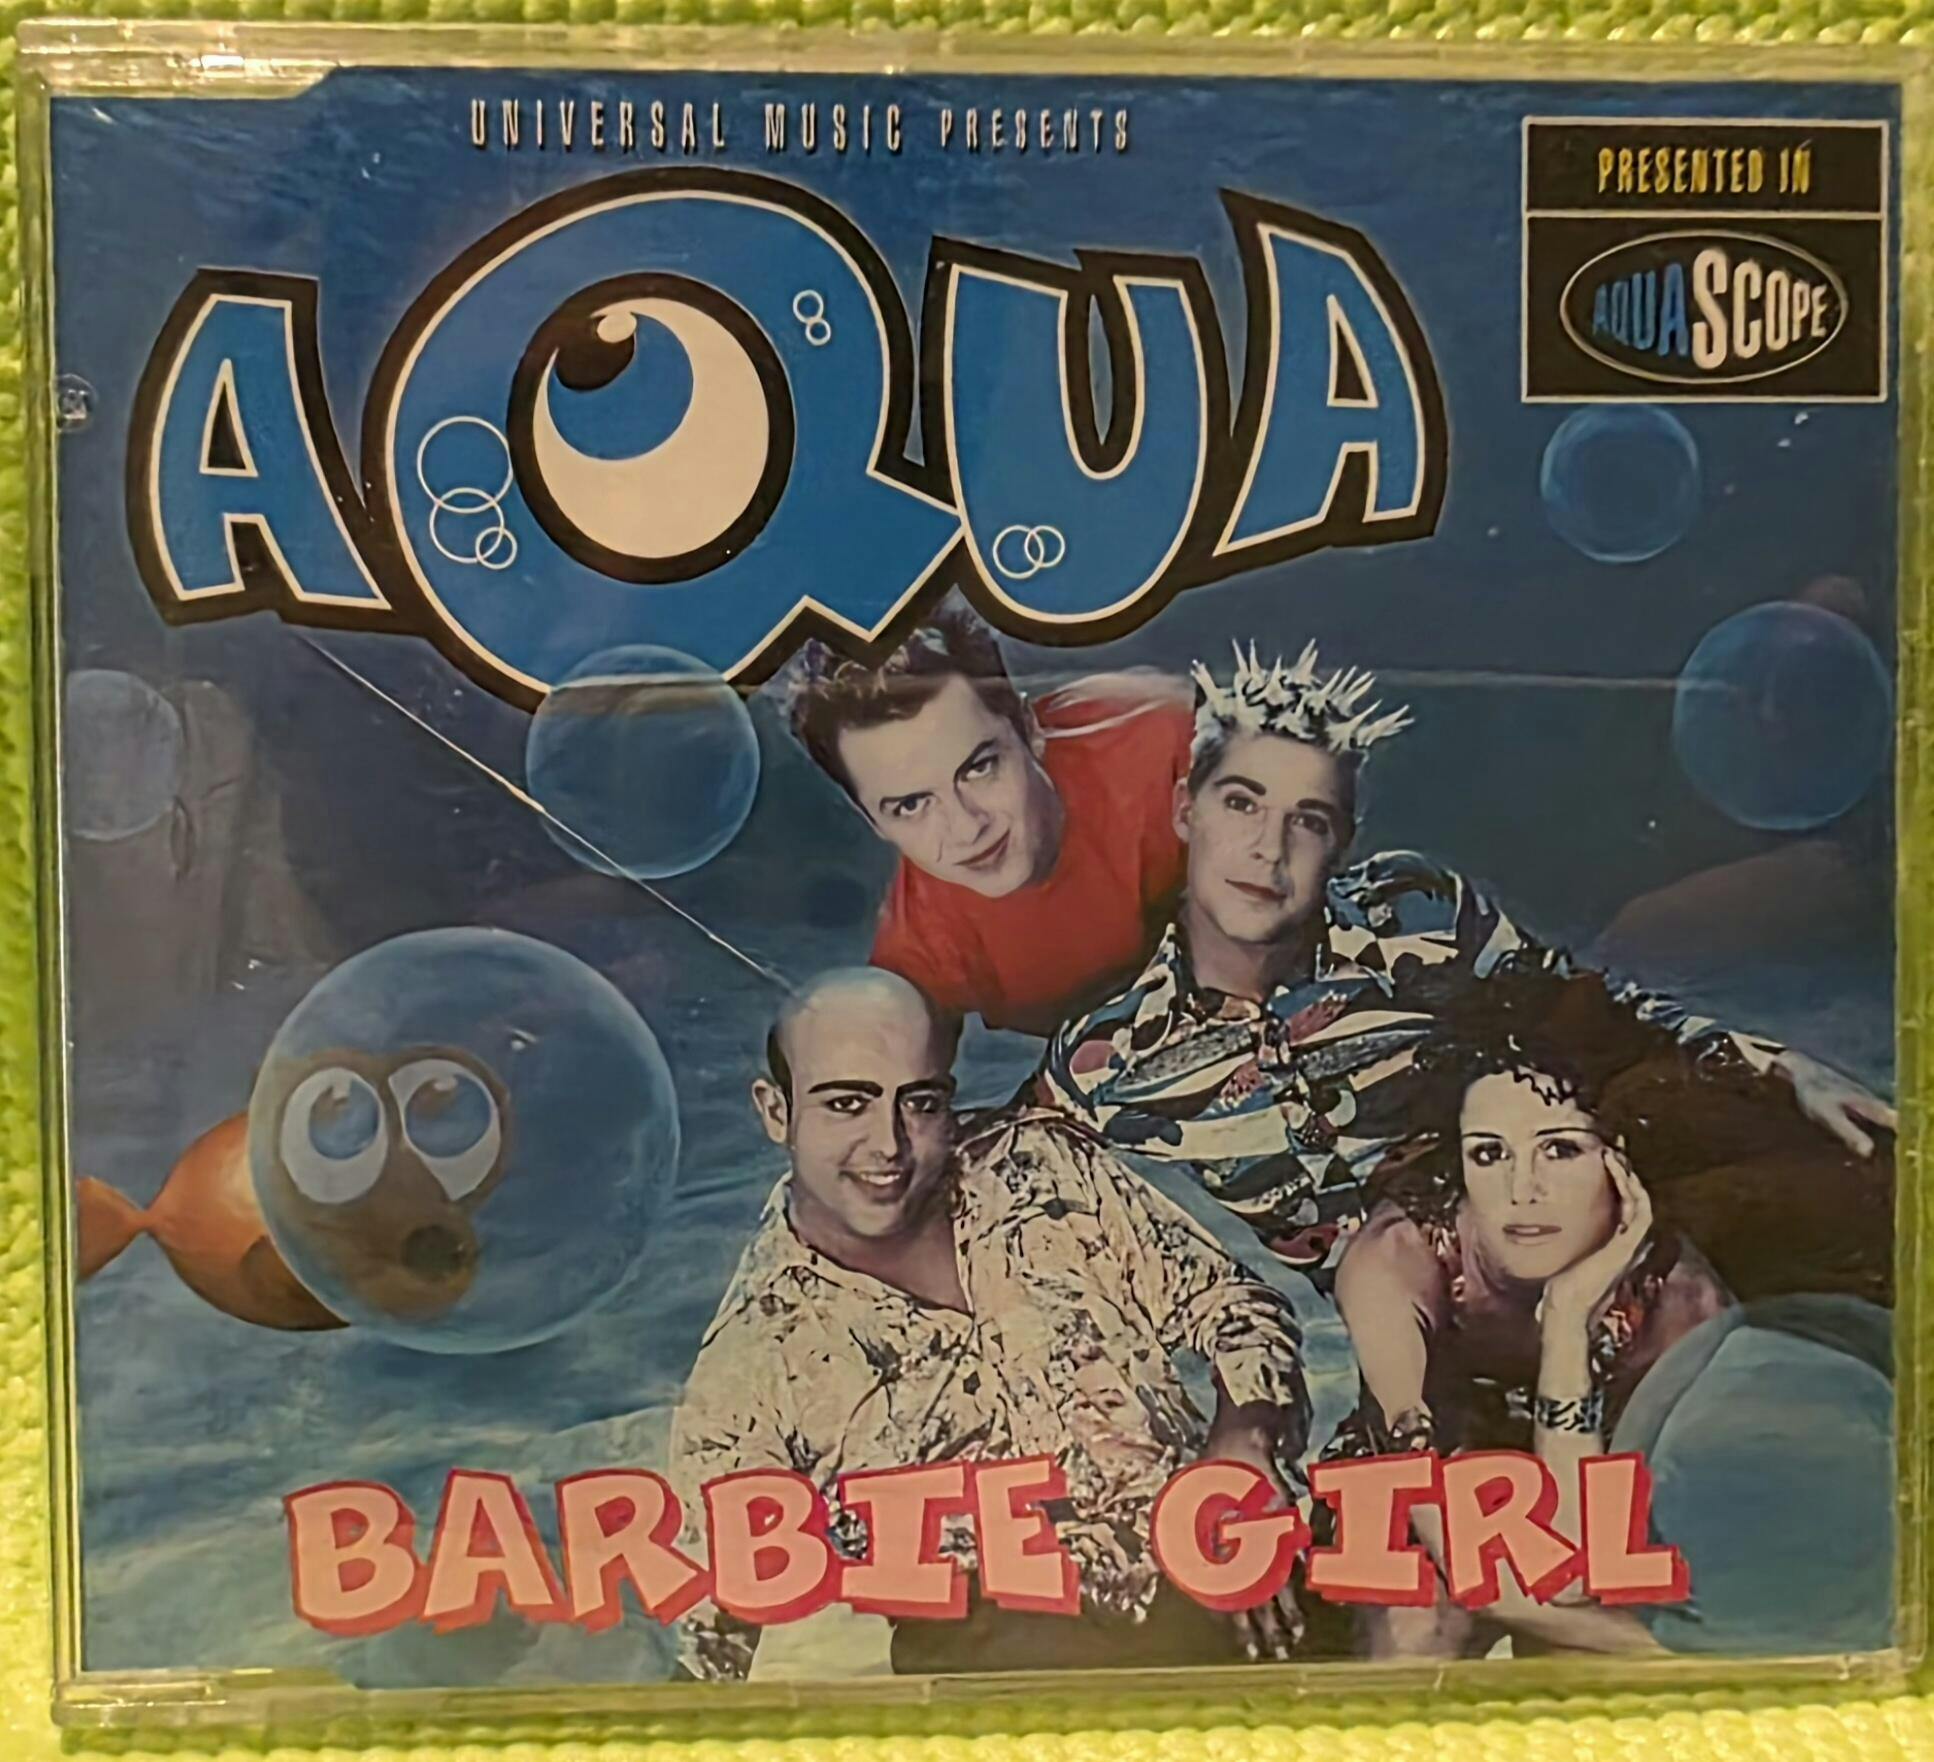 UNIVERSAL MUSIC PRESENTS
PRESENTED IN
AQUASCOPE
AQUA
BARBIE GIRL